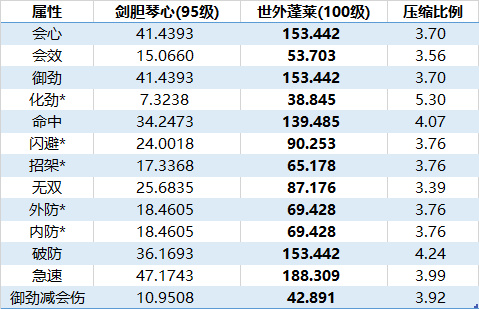 属性 剑胆琴心(95级) 世外蓬莱(100级) 压缩比例
会心 41.4393 153.442 3.70
会效 15.0660 53.703 3.56
御劲 41.4393 153.442 3.70
化劲* 7.3238 38.845 5.30
命中 34.2473 139.485 4.07
闪避* 24.0018 90.253 3.76
招架* 17.3368 65.178 3.76
无双 25.6835 87.176 3.39
外防* 18.4605 69.428 3.76
内防* 18.4605 69.428 3.76
破防 36.1693 153.442 4.24
急速 47.1743 188.309 3.99
御劲减会伤 10.9508 42.891 3.92